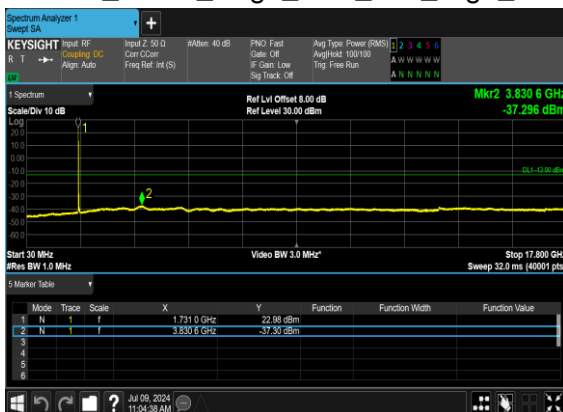 Spectrum Analyzer 1
Swept SA
KEYSIGHT Input: RF Input Z: 50 Ω #Atten: 40 dB PNO: Fast Avg Type: Power (RMS) 1 2 3 4 5 6
R T Coupling: DC Corr CCorr Gate: Off Avg|Hold: 100/100 A W W W W W
Align: Auto Freq Ref: Int (S) IF Gain: Low Trig: Free Run
Sig Track: Off A N N N N N
1 Spectrum Ref Lvl Offset 8.00 dB Mkr2 3.830 6 GHz
Scale/Div 10 dB Ref Level 30.00 dBm -37.296 dBm
Log
20.0 1
10.0
0.00
-10.0 DL1 -13.00 dBm
-20.0
-30.0 2
-40.0
-50.0
-60.0
Start 30 MHz Video BW 3.0 MHz* Stop 17.800 GHz
#Res BW 1.0 MHz Sweep 32.0 ms (40001 pts)
5 Marker Table
Mode Trace Scale X Y Function Function Width Function Value
1 N 1 f 1.731 0 GHz 22.98 dBm
2 N 1 f 3.830 6 GHz -37.30 dBm
3
4
5
6
? Jul 09, 2024
11:04:38 AM